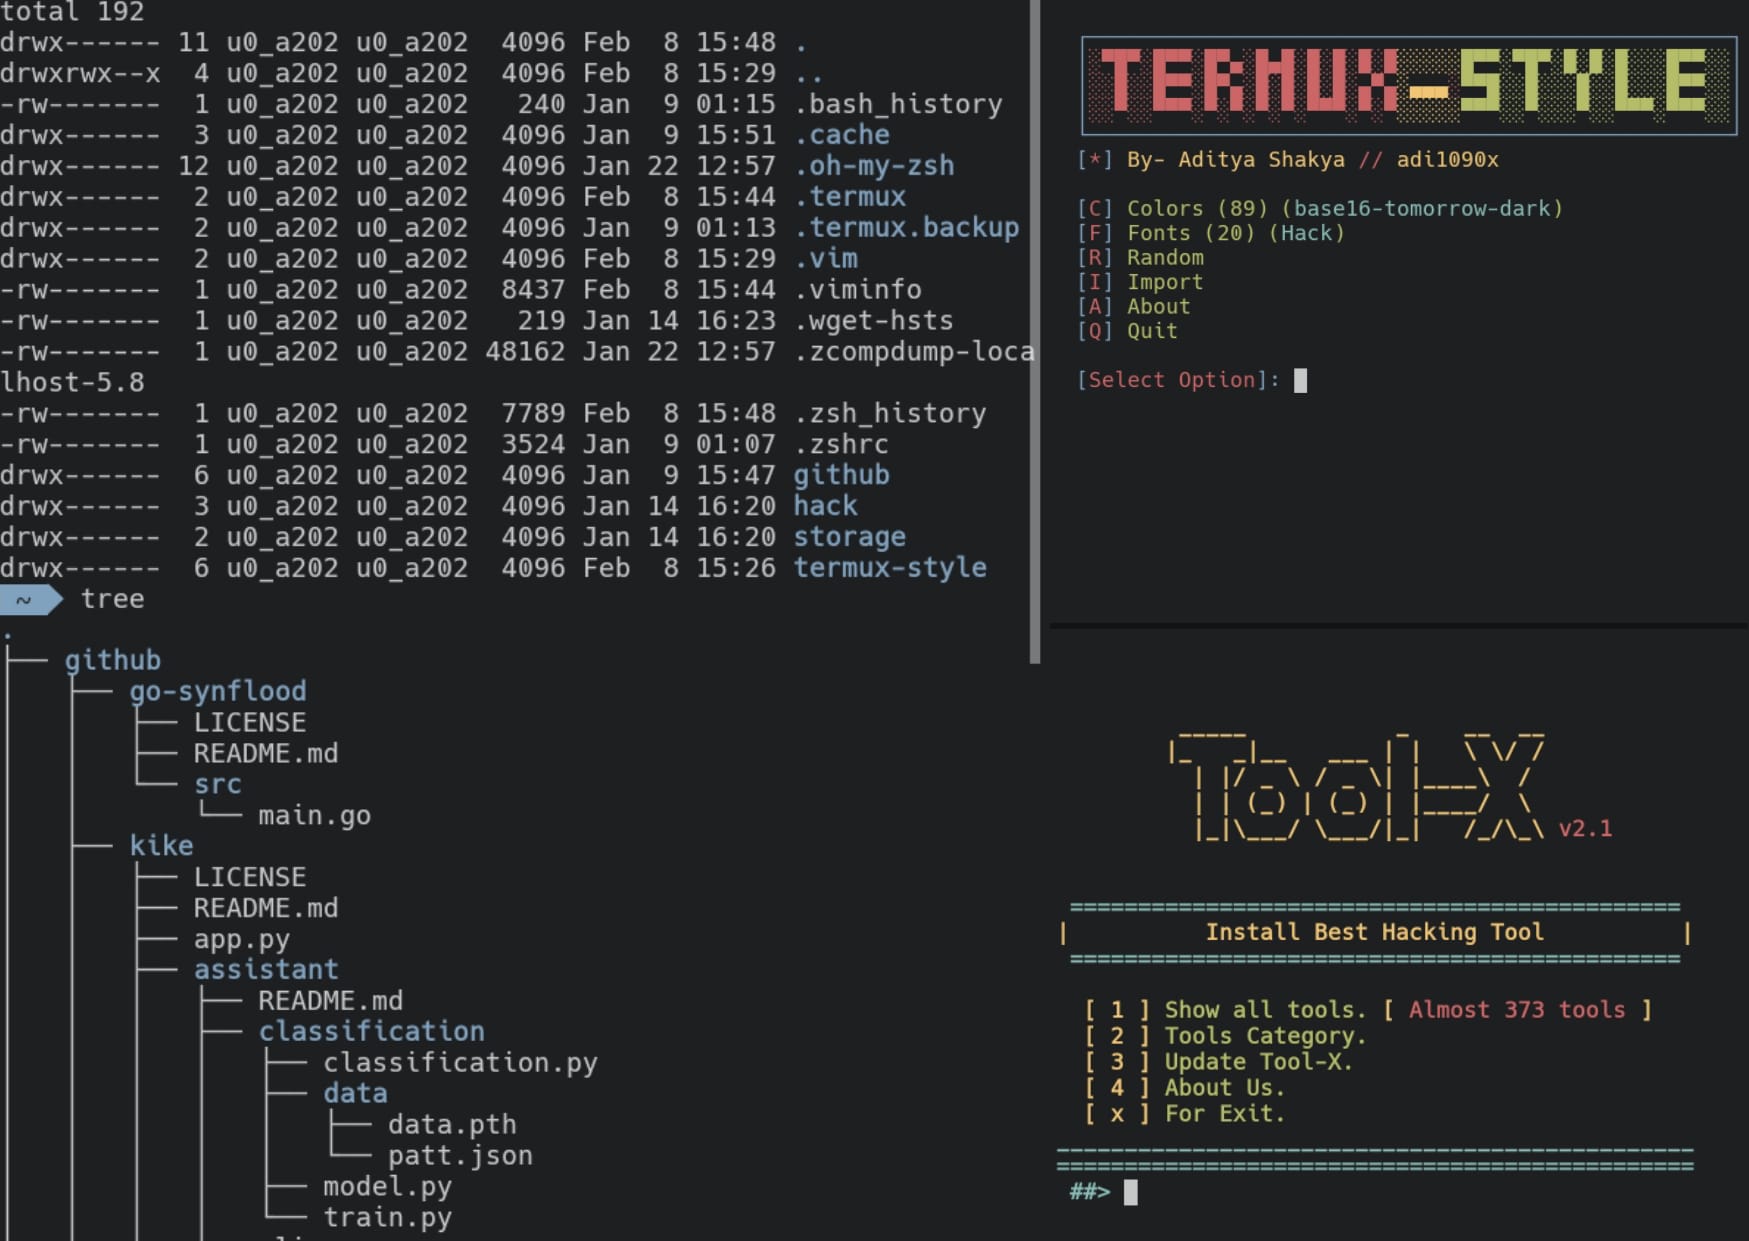 total 192
drwx------ 11 u0_a202 u0_a202  4096 Feb  8 15:48 .
drwxrwx--x  4 u0_a202 u0_a202  4096 Feb  8 15:29 ..
-rw-------  1 u0_a202 u0_a202   240 Jan  9 01:15 .bash_history
drwx------  3 u0_a202 u0_a202  4096 Jan  9 15:51 .cache
drwx------ 12 u0_a202 u0_a202  4096 Jan 22 12:57 .oh-my-zsh
drwx------  2 u0_a202 u0_a202  4096 Feb  8 15:44 .termux
drwx------  2 u0_a202 u0_a202  4096 Jan  9 01:13 .termux.backup
drwx------  2 u0_a202 u0_a202  4096 Feb  8 15:29 .vim
-rw-------  1 u0_a202 u0_a202  8437 Feb  8 15:44 .viminfo
-rw-------  1 u0_a202 u0_a202   219 Jan 14 16:23 .wget-hsts
-rw-------  1 u0_a202 u0_a202 48162 Jan 22 12:57 .zcompdump-loca
lhost-5.8
-rw-------  1 u0_a202 u0_a202  7789 Feb  8 15:48 .zsh_history
-rw-------  1 u0_a202 u0_a202  3524 Jan  9 01:07 .zshrc
drwx------  6 u0_a202 u0_a202  4096 Jan  9 15:47 github
drwx------  3 u0_a202 u0_a202  4096 Jan 14 16:20 hack
drwx------  2 u0_a202 u0_a202  4096 Jan 14 16:20 storage
drwx------  6 u0_a202 u0_a202  4096 Feb  8 15:26 termux-style
~ tree
.
├── github
│   ├── go-synflood
│   │   ├── LICENSE
│   │   ├── README.md
│   │   └── src
│   │       └── main.go
│   ├── kike
│   │   ├── LICENSE
│   │   ├── README.md
│   │   ├── app.py
│   │   ├── assistant
│   │   │   ├── README.md
│   │   │   ├── classification
│   │   │   │   ├── classification.py
│   │   │   │   ├── data
│   │   │   │   │   ├── data.pth
│   │   │   │   │   └── patt.json
│   │   │   │   ├── model.py
│   │   │   │   └── train.py
TERMUX-STYLE
[*] By- Aditya Shakya // adi1090x
[C] Colors (89) (base16-tomorrow-dark)
[F] Fonts (20) (Hack)
[R] Random
[I] Import
[A] About
[Q] Quit
[Select Option]:
Tool-X v2.1
| Install Best Hacking Tool |
[ 1 ] Show all tools. [ Almost 373 tools ]
[ 2 ] Tools Category.
[ 3 ] Update Tool-X.
[ 4 ] About Us.
[ x ] For Exit.
##>